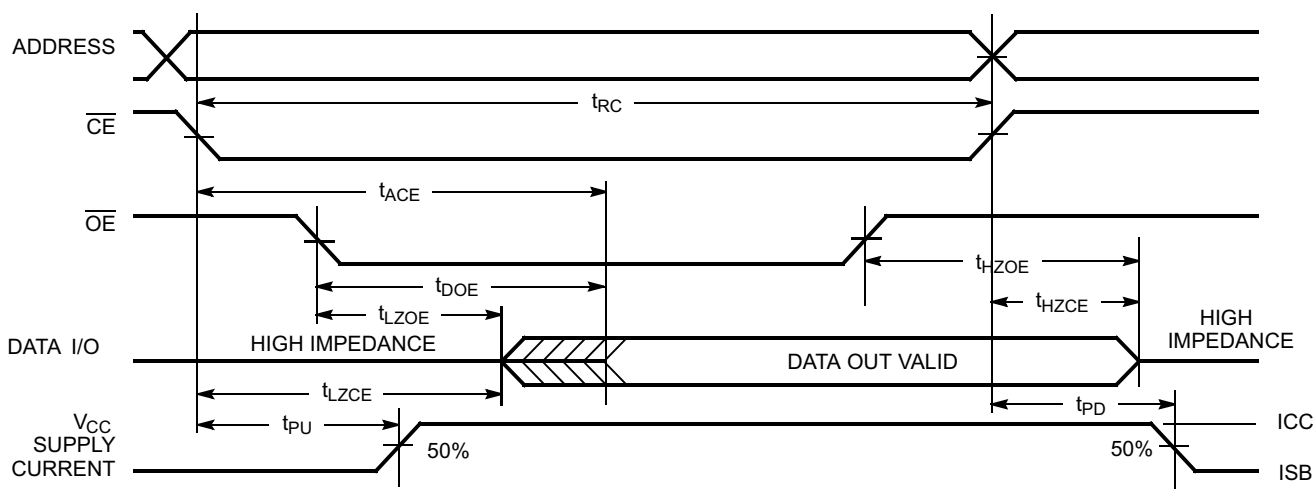 ADDRESS
tRC
CE
tACE
OE
tHZOE
tDOE
tHZCE
tLZOE
HIGH
IMPEDANCE
DATA I/O
HIGH IMPEDANCE
DATA OUT VALID
tLZCE
tPD
VCC
SUPPLY
CURRENT
tPU
50%
50%
ICC
ISB